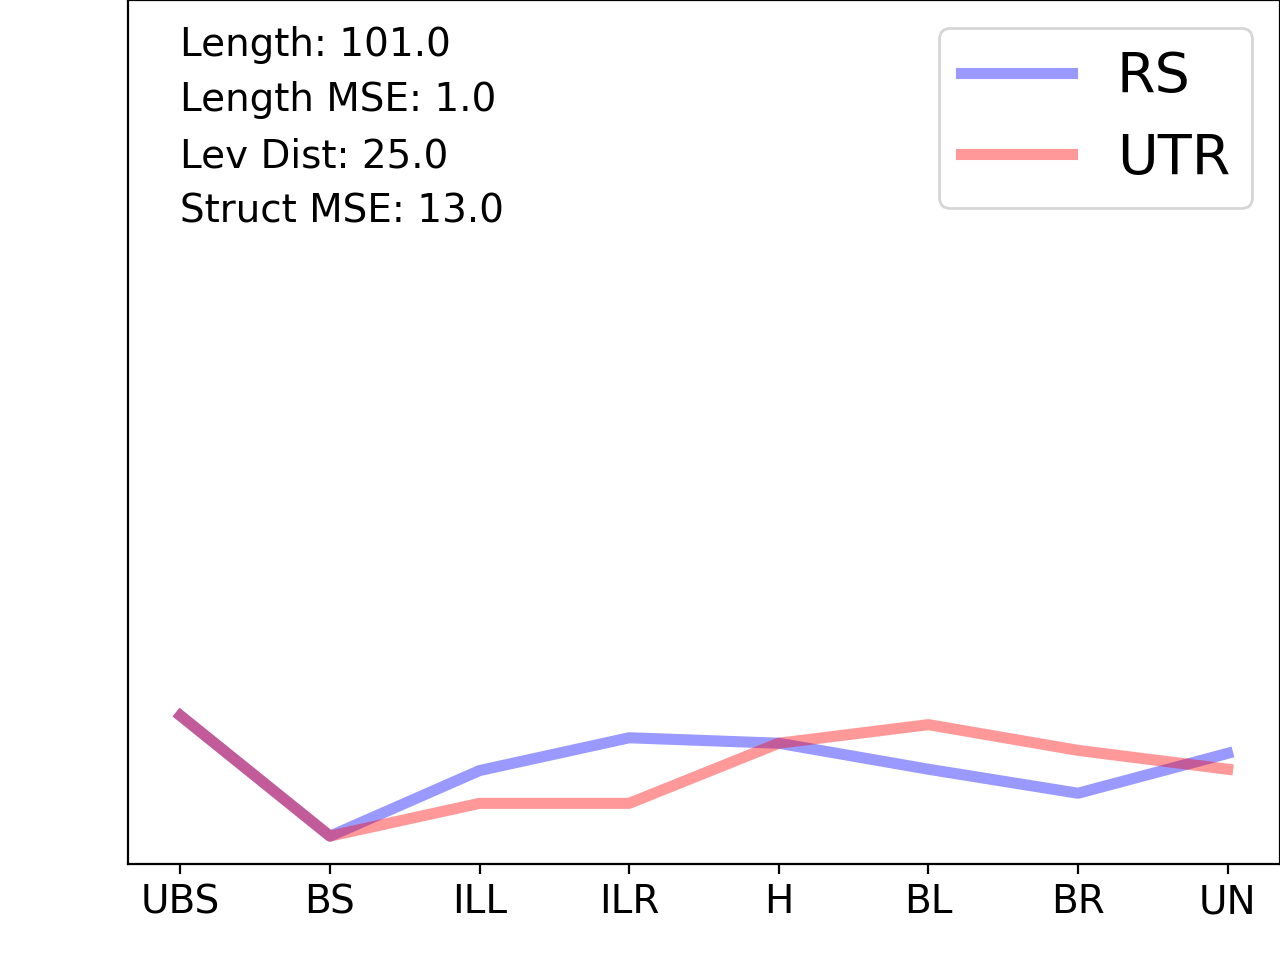 Length: 101.0
Length MSE: 1.0
Lev Dist: 25.0
Struct MSE: 13.0
RS
UTR
UBS BS ILL ILR H BL BR UN